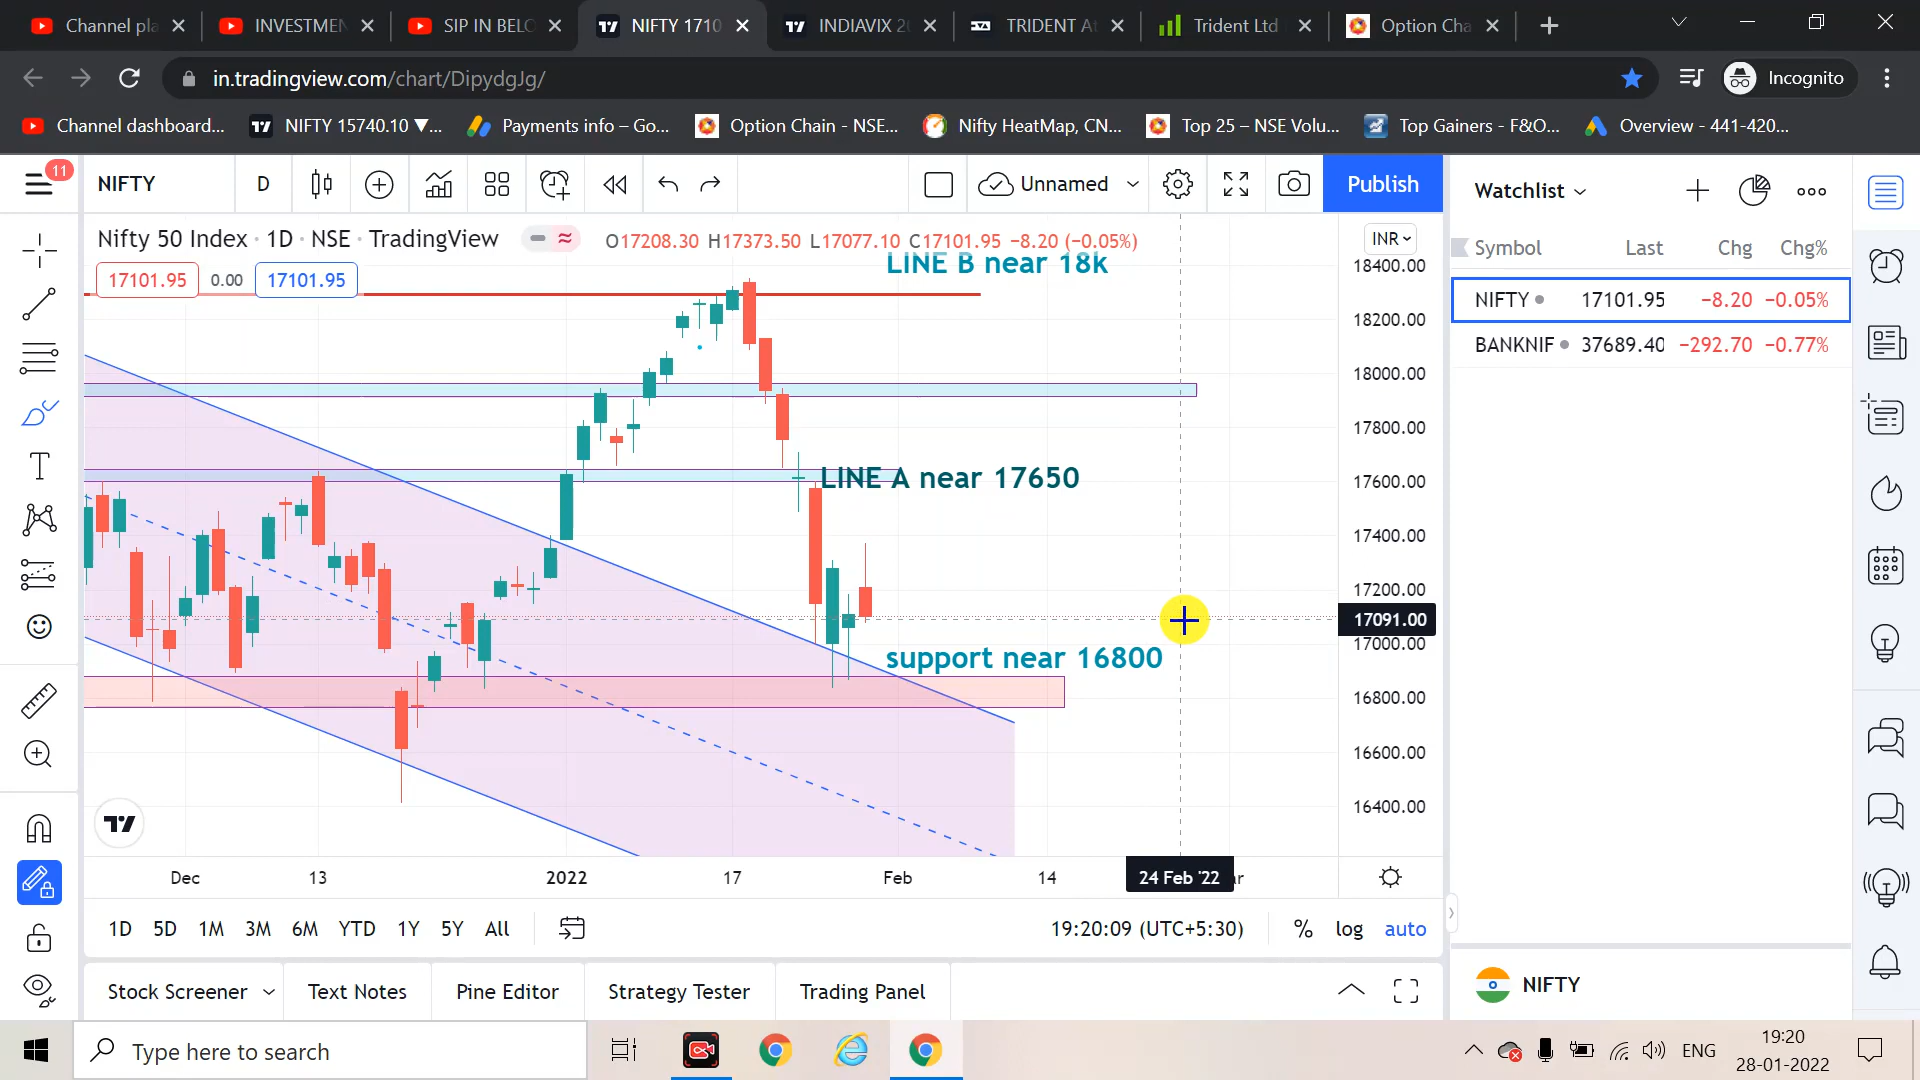 Channel pla
INVESTMEN
SIP IN BELO
NIFTY 1710
INDIAVIX 20
TRIDENT At
Trident Ltd
Option Cha
in.tradingview.com/chart/DipydgJg/
Incognito
Channel dashboard...
NIFTY 15740.10 ▼...
Payments info – Go...
Option Chain - NSE...
Nifty HeatMap, CN...
Top 25 – NSE Volu...
Top Gainers - F&O...
Overview - 441-420...
11
NIFTY
D
Unnamed
Publish
Watchlist
Nifty 50 Index · 1D · NSE · TradingView
O17208.30 H17373.50 L17077.10 C17101.95 −8.20 (−0.05%)
INR
Symbol Last Chg Chg%
17101.95 0.00 17101.95
LINE B near 18k
NIFTY 17101.95 −8.20 −0.05%
BANKNIF 37689.40 −292.70 −0.77%
18400.00
18200.00
18000.00
17800.00
LINE A near 17650
17600.00
17400.00
17200.00
17091.00
17000.00
support near 16800
16800.00
16600.00
16400.00
Dec 13 2022 17 Feb 14 24 Feb '22
1D 5D 1M 3M 6M YTD 1Y 5Y All
19:20:09 (UTC+5:30) % log auto
Stock Screener
Text Notes
Pine Editor
Strategy Tester
Trading Panel
NIFTY
Type here to search
ENG
19:20
28-01-2022